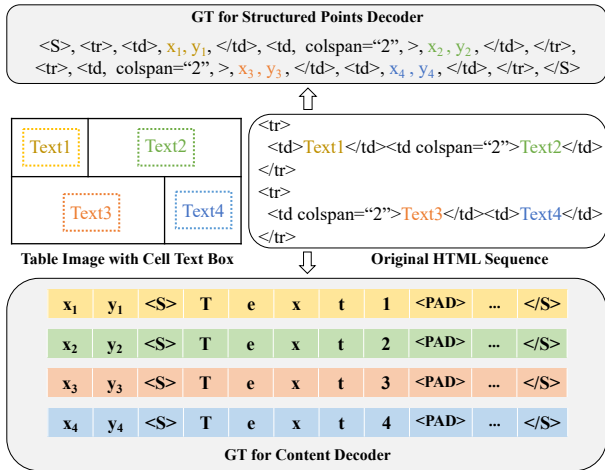 GT for Structured Points Decoder
<S>, <tr>, <td>, x₁, y₁, </td>, <td, colspan=“2”, >, x₂, y₂, </td>, </tr>,
<tr>, <td, colspan=“2”, >, x₃, y₃, </td>, <td>, x₄, y₄, </td>, </tr>, </S>
Text1 Text2
Text3 Text4
Table Image with Cell Text Box
<tr>
<td>Text1</td><td colspan=“2”>Text2</td>
</tr>
<tr>
<td colspan=“2”>Text3</td><td>Text4</td>
</tr>
Original HTML Sequence
x₁ y₁ <S> T e x t 1 <PAD> ... </S>
x₂ y₂ <S> T e x t 2 <PAD> ... </S>
x₃ y₃ <S> T e x t 3 <PAD> ... </S>
x₄ y₄ <S> T e x t 4 <PAD> ... </S>
GT for Content Decoder